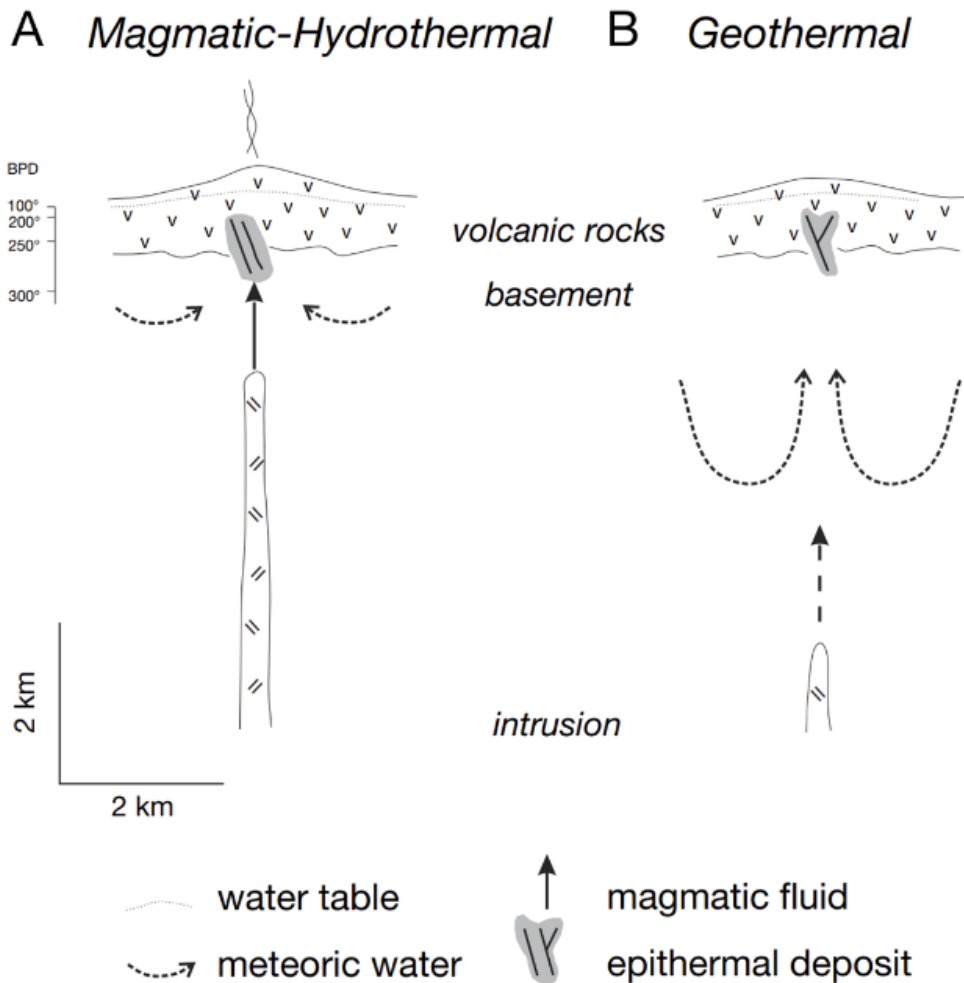 A Magmatic-Hydrothermal
B Geothermal
BPD
100°
200°
250°
300°
v v v v v v v v v v v v
v v v v v v v v v v
volcanic rocks
basement
2 km
2 km
intrusion
water table
meteoric water
magmatic fluid
epithermal deposit